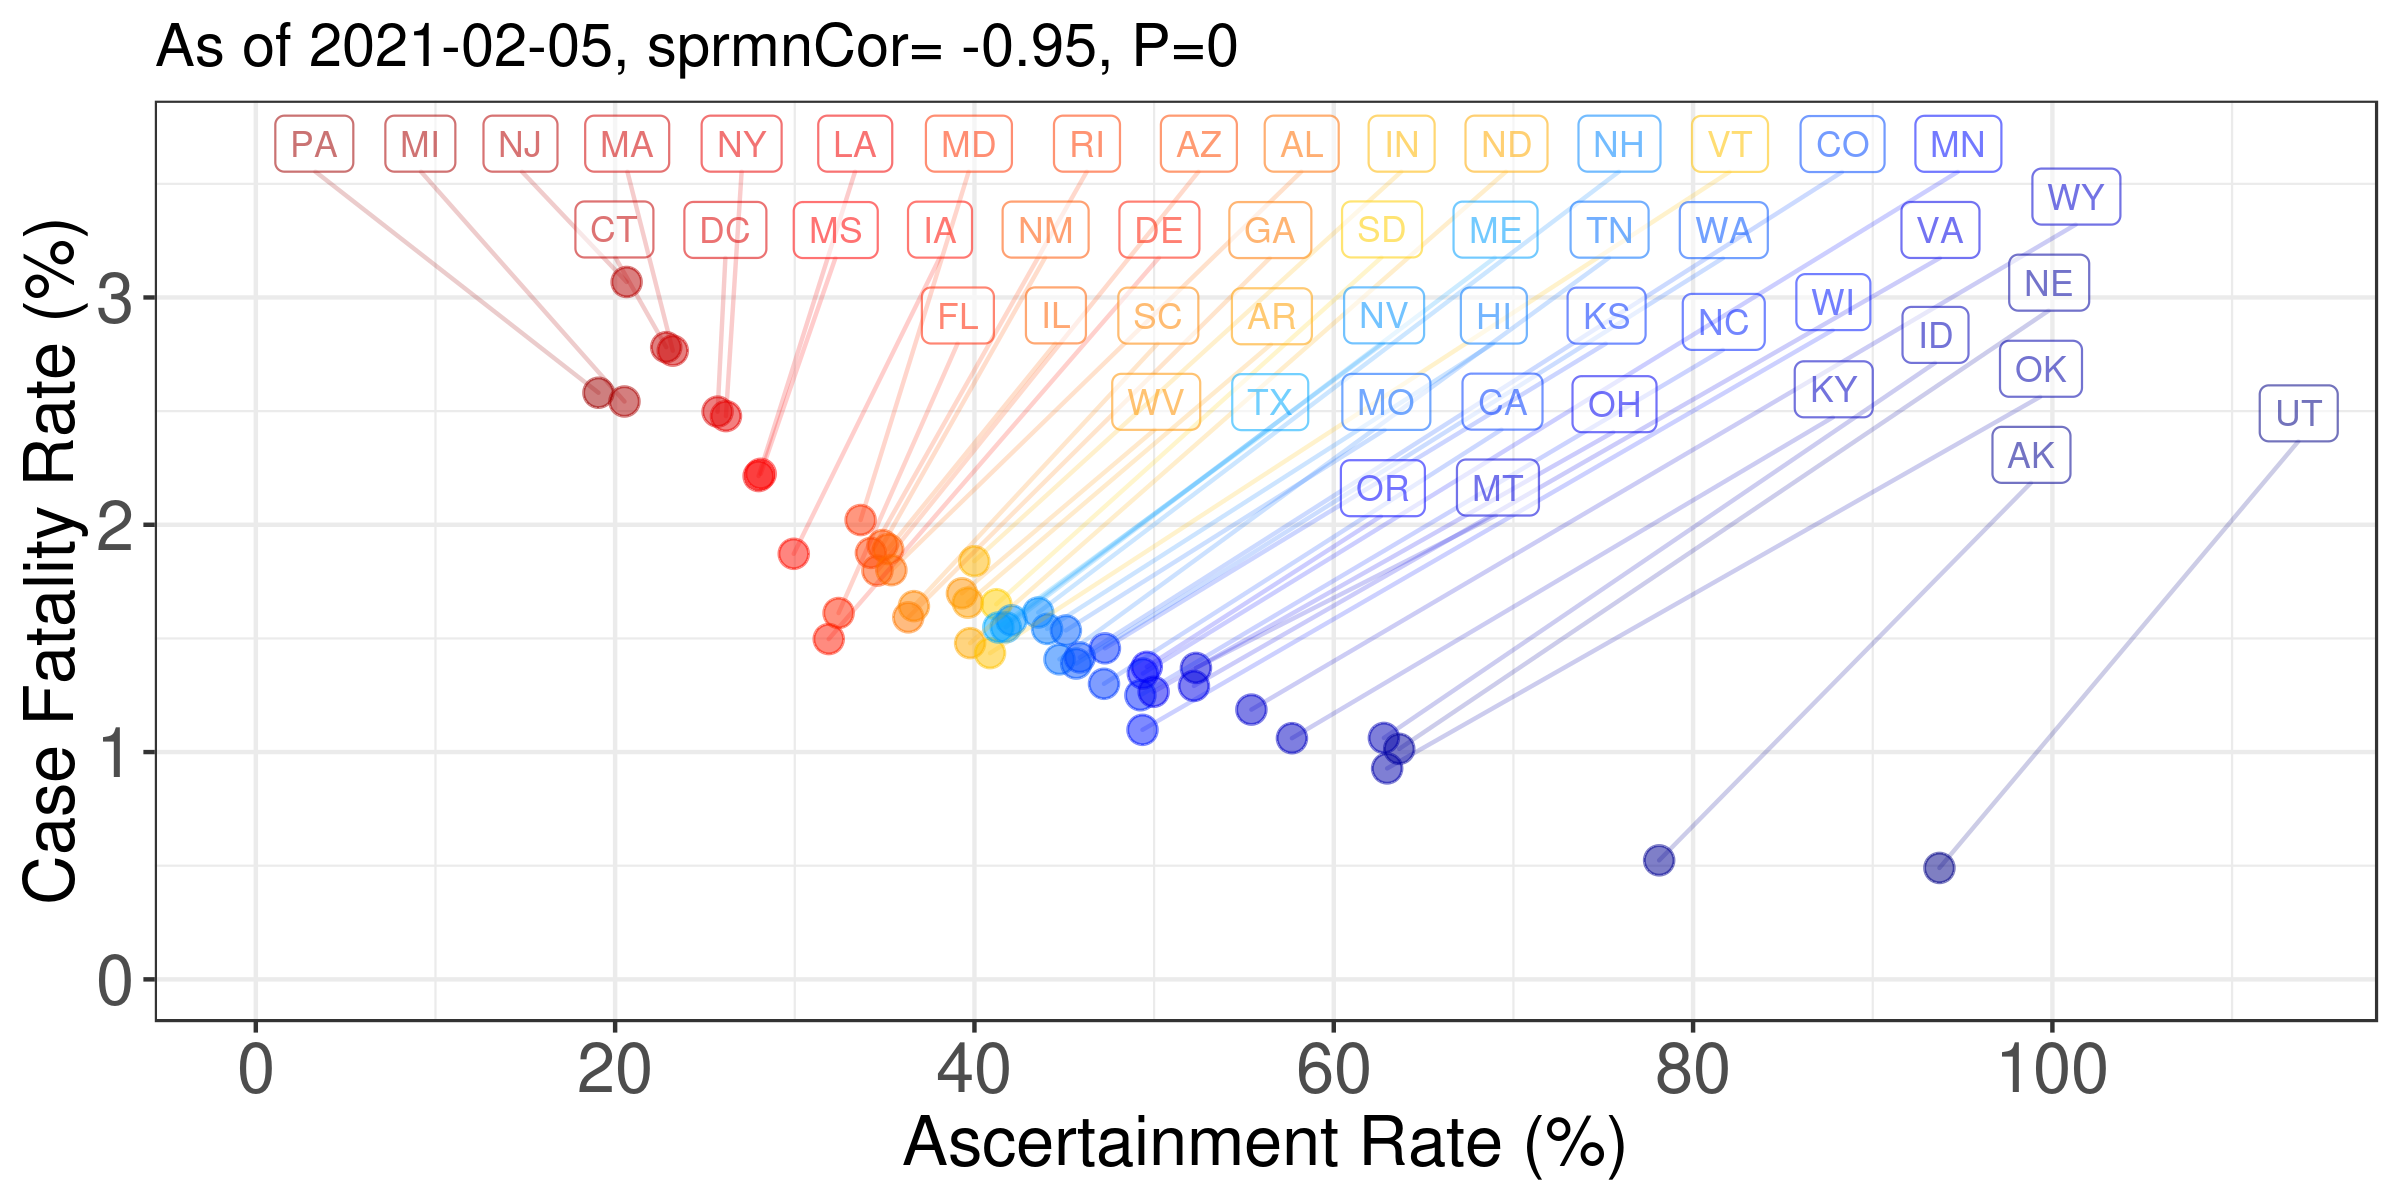 As of 2021-02-05, sprmnCor= -0.95, P=0
PA MI NJ MA NY LA MD RI AZ AL IN ND NH VT CO MN
WY
CT DC MS IA NM DE GA SD ME TN WA VA
NE
FL IL SC AR NV HI KS NC WI ID
OK
WV TX MO CA OH KY UT
AK
OR MT
Case Fatality Rate (%)
3
2
1
0
0 20 40 60 80 100
Ascertainment Rate (%)